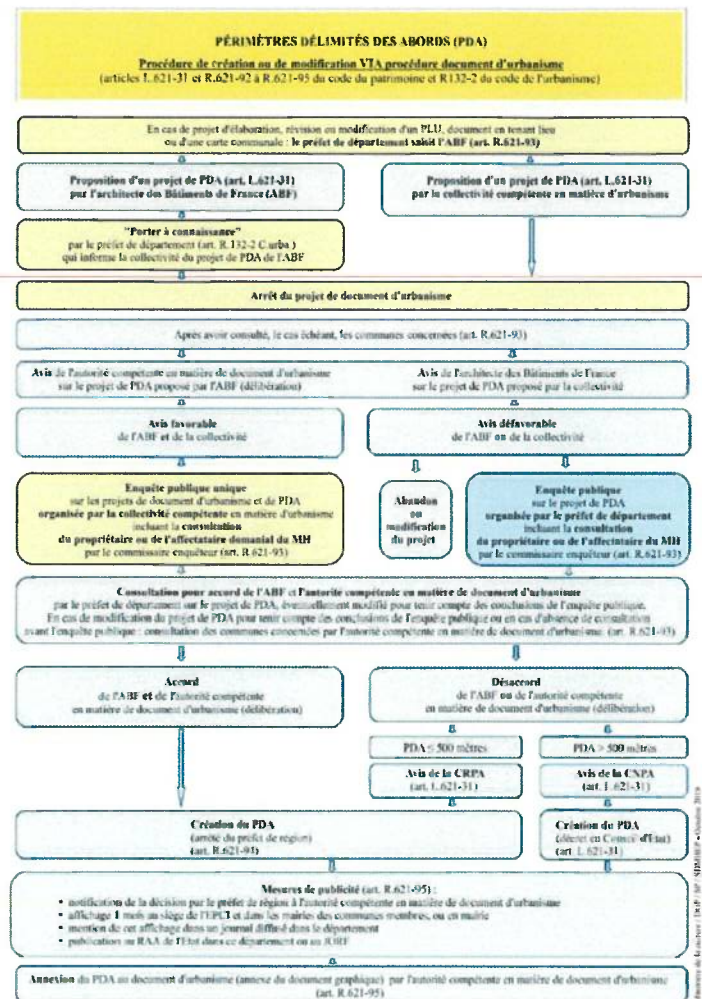 PÉRIMÈTRES DÉLIMITÉS DES ABORDS (PDA)
Procédure de création ou de modification VIA procédure document d'urbanisme
(articles L.621-31 et R.621-92 à R.621-95 du code du patrimoine et R132-2 du code de l'urbanisme)
En cas de projet d'élaboration, révision ou modification d'un PLU, document en tenant lieu
ou d'une carte communale : le préfet de département saisit l'ABF (art. R.621-93)
Proposition d'un projet de PDA (art. L.621-31)
par l'architecte des Bâtiments de France (ABF)
Proposition d'un projet de PDA (art. L.621-31)
par la collectivité compétente en matière d'urbanisme
"Porter à connaissance"
par le préfet de département (art. R.132-2 C.urba.)
qui informe la collectivité du projet de PDA de l'ABF
Arrêt du projet de document d'urbanisme
Après avoir consulté, le cas échéant, les communes concernées (art. R.621-93)
Avis de l'autorité compétente en matière de document d'urbanisme
sur le projet de PDA proposé par l'ABF (délibération)
Avis de l'architecte des Bâtiments de France
sur le projet de PDA proposé par la collectivité
Avis favorable
de l'ABF et de la collectivité
Avis défavorable
de l'ABF ou de la collectivité
Enquête publique unique
sur les projets de document d'urbanisme et de PDA
organisée par la collectivité compétente en matière d'urbanisme
incluant la consultation
du propriétaire ou de l'affectataire domanial du MH
par le commissaire enquêteur (art. R.621-93)
Abandon
ou
modification
du projet
Enquête publique
sur le projet de PDA
organisée par le préfet de département
incluant la consultation
du propriétaire ou de l'affectataire du MH
par le commissaire enquêteur (art. R.621-93)
Consultation pour accord de l'ABF et l'autorité compétente en matière de document d'urbanisme
par le préfet de département sur le projet de PDA, éventuellement modifié pour tenir compte des conclusions de l'enquête publique.
En cas de modification du projet de PDA pour tenir compte des conclusions de l'enquête publique ou en cas d'absence de consultation
avant l'enquête publique : consultation des communes concernées par l'autorité compétente en matière de document d'urbanisme (art. R.621-93)
Accord
de l'ABF et de l'autorité compétente
en matière de document d'urbanisme (délibération)
Désaccord
de l'ABF ou de l'autorité compétente
en matière de document d'urbanisme (délibération)
PDA ≤ 500 mètres
PDA > 500 mètres
Avis de la CRPA
(art. L.621-31)
Avis de la CNPA
(art. L.621-31)
Création du PDA
(arrêté du préfet de région)
(art. R.621-93)
Création du PDA
(décret en Conseil d'Etat)
(art. L.621-31)
Mesures de publicité (art. R.621-95) :
• notification de la décision par le préfet de région à l'autorité compétente en matière de document d'urbanisme
• affichage 1 mois au siège de l'EPCI et dans les mairies des communes membres, ou en mairie
• mention de cet affichage dans un journal diffusé dans le département
• publication au RAA de l'Etat dans ce département ou au JORF
Annexion du PDA au document d'urbanisme (annexe du document graphique) par l'autorité compétente en matière de document d'urbanisme
(art. R.621-95)
Ministère de la culture / DGP / SP / SDMHEP - Octobre 2019